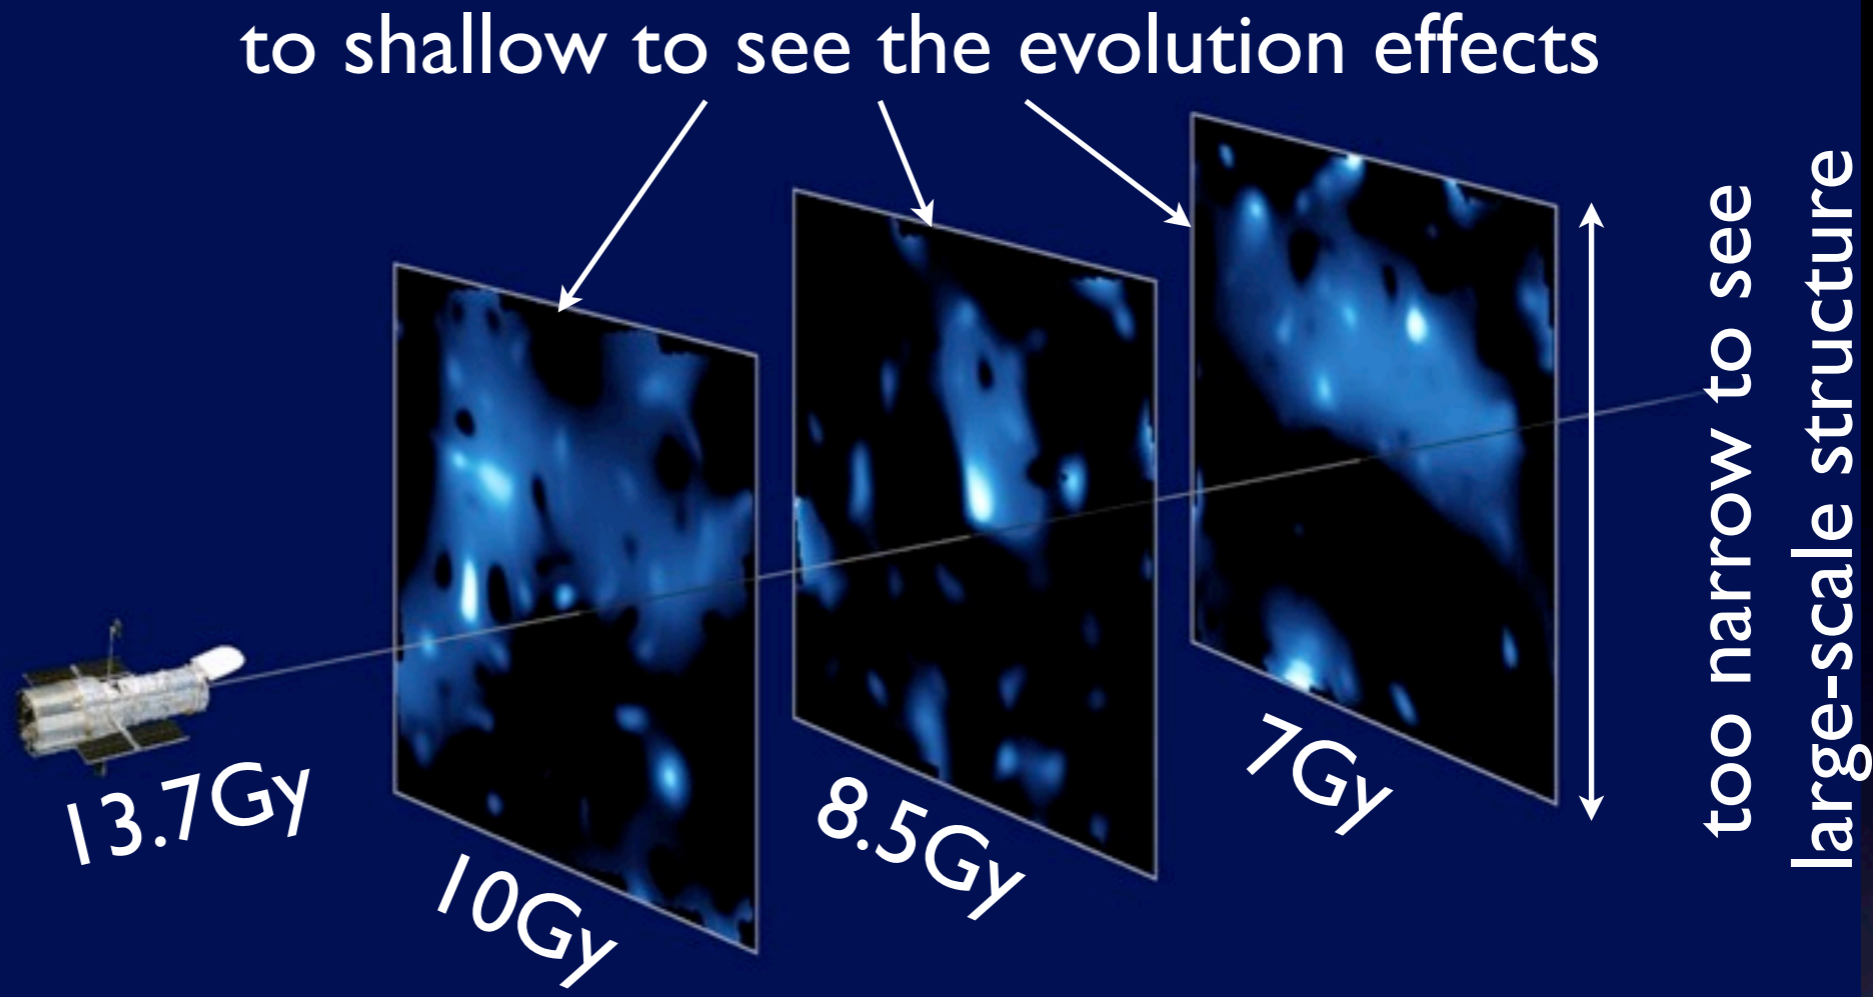 to shallow to see the evolution effects
13.7Gy
10Gy
8.5Gy
7Gy
too narrow to see
large-scale structure